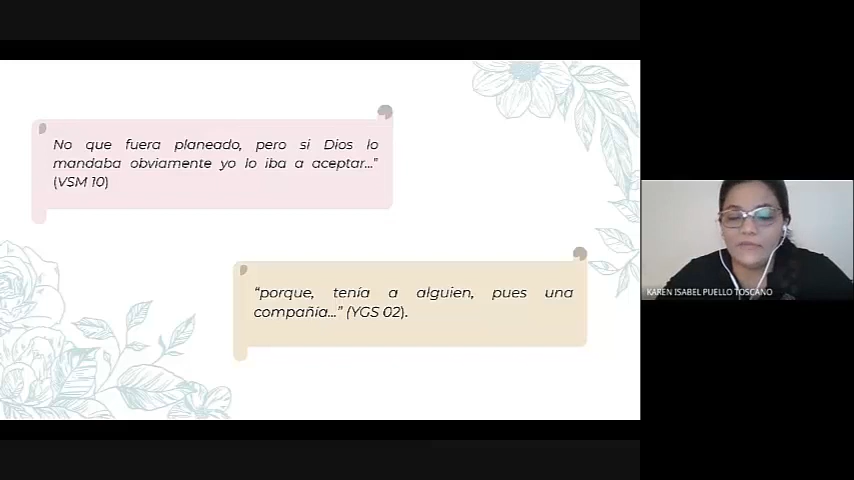 No que fuera planeado, pero si Dios lo
mandaba obviamente yo lo iba a aceptar..."
(VSM 10)
“porque, tenía a alguien, pues una
compañía...” (YGS 02).
KAREN ISABEL PUELLO TOSCANO